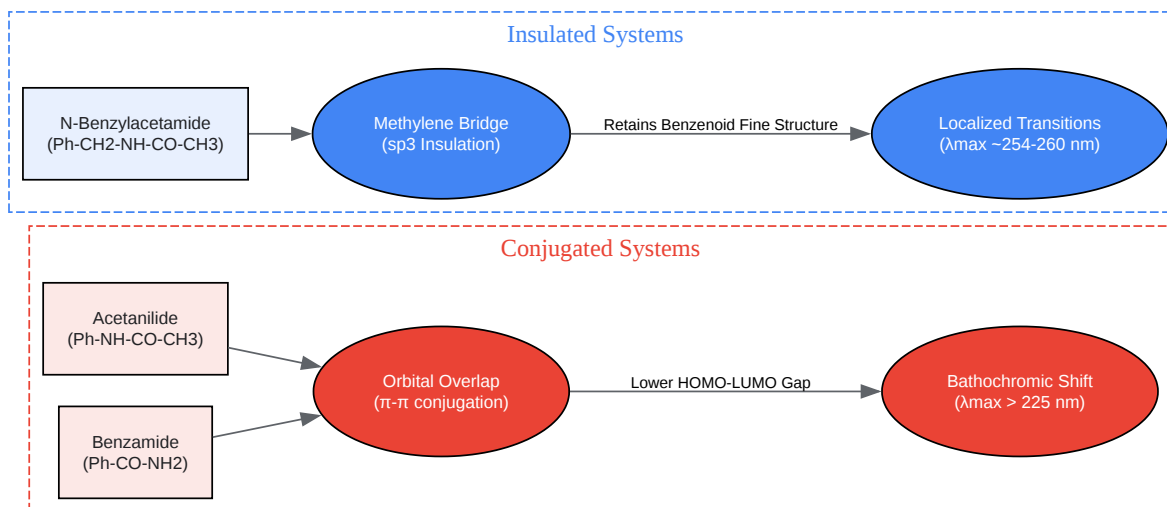 Insulated Systems
N-Benzylacetamide
(Ph-CH2-NH-CO-CH3)
Methylene Bridge
(sp3 Insulation)
Retains Benzenoid Fine Structure
Localized Transitions
(λmax ~254-260 nm)
Conjugated Systems
Acetanilide
(Ph-NH-CO-CH3)
Benzamide
(Ph-CO-NH2)
Orbital Overlap
(π-π conjugation)
Lower HOMO-LUMO Gap
Bathochromic Shift
(λmax > 225 nm)